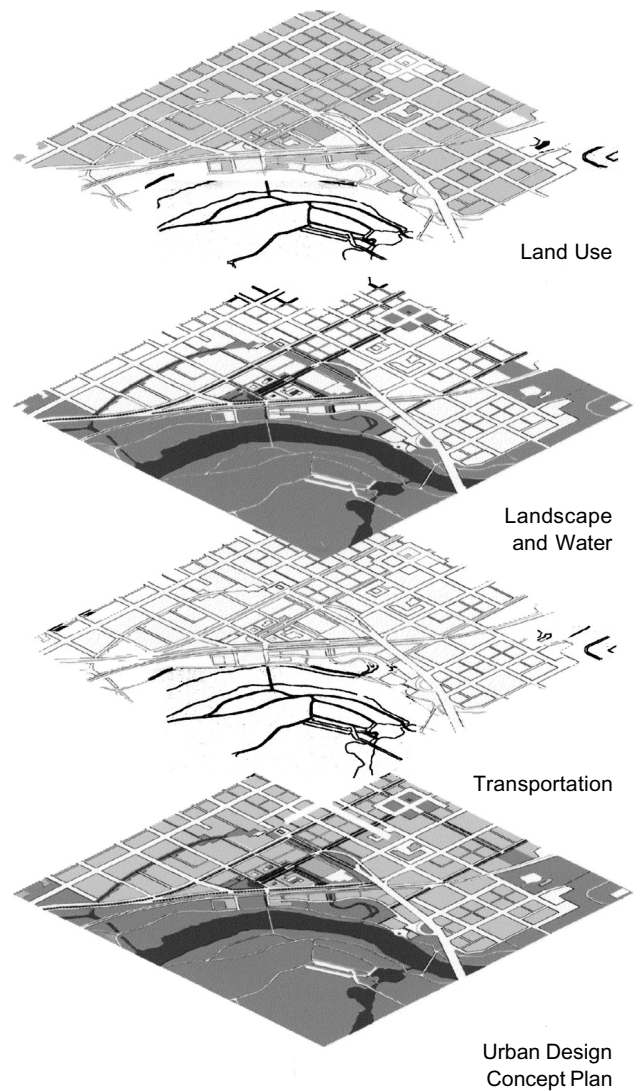 Land Use
Landscape
and Water
Transportation
Urban Design
Concept Plan